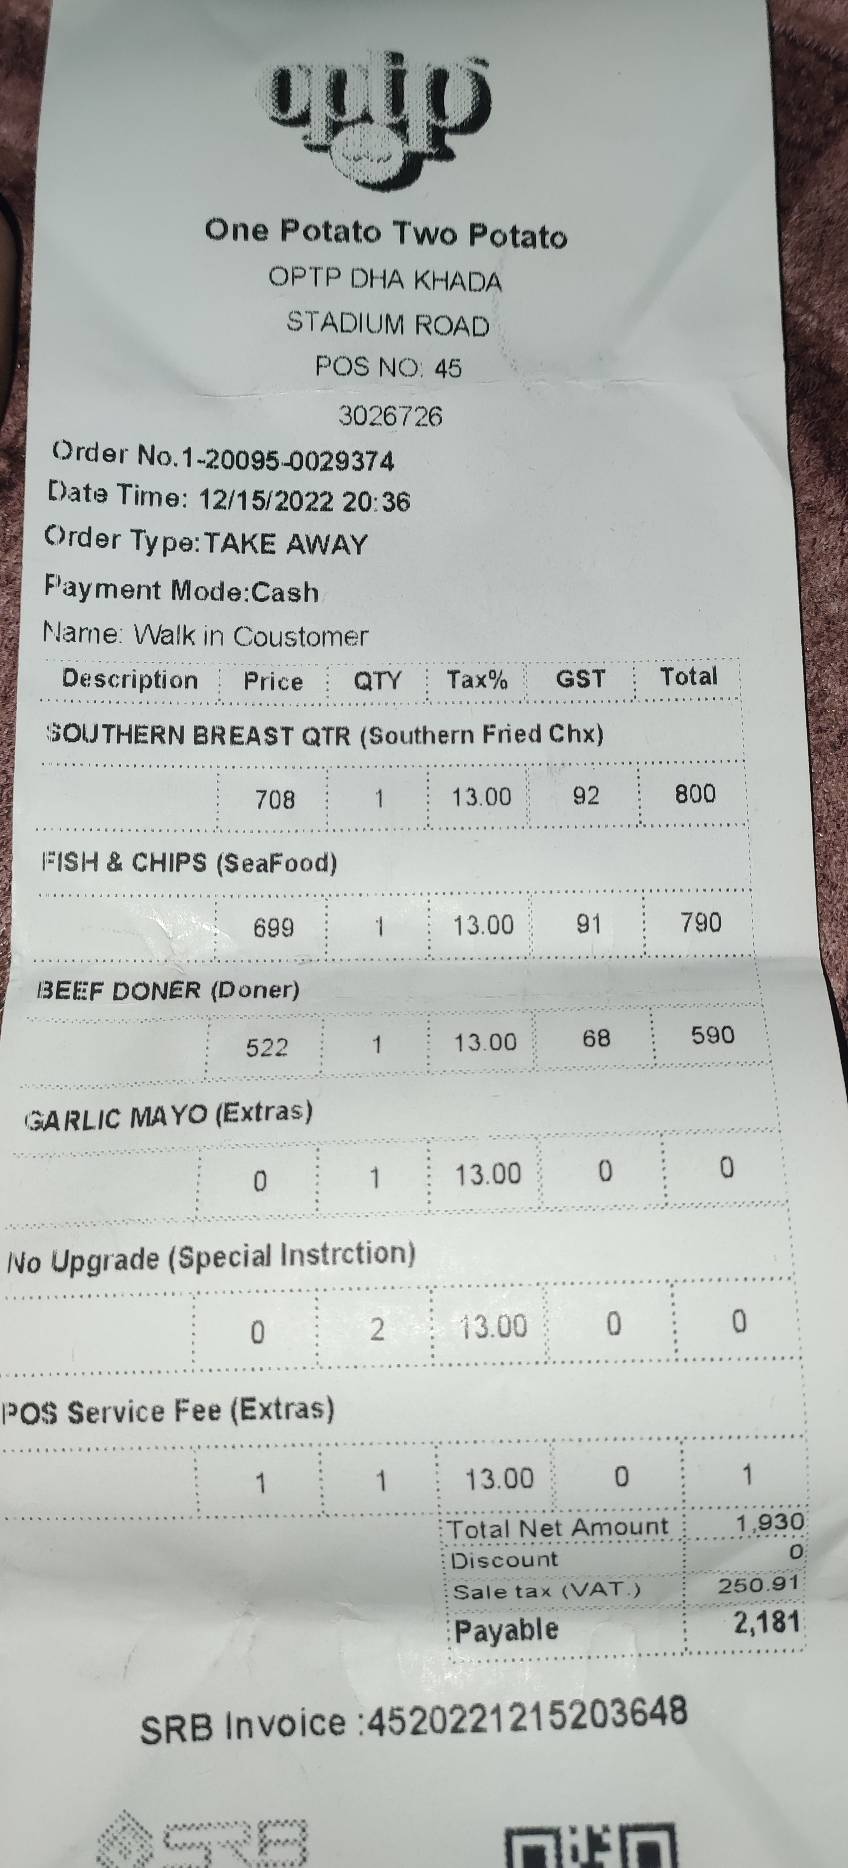 optp
One Potato Two Potato
OPTP DHA KHADA
STADIUM ROAD
POS NO: 45
3026726
Order No.1-20095-0029374
Date Time: 12/15/2022 20:36
Order Type:TAKE AWAY
Payment Mode:Cash
Name: Walk in Coustomer
Description Price QTY Tax% GST Total
SOUTHERN BREAST QTR (Southern Fried Chx)
708 1 13.00 92 800
FISH & CHIPS (SeaFood)
699 1 13.00 91 790
BEEF DONER (Doner)
522 1 13.00 68 590
GARLIC MAYO (Extras)
0 1 13.00 0 0
No Upgrade (Special Instrction)
0 2 13.00 0 0
POS Service Fee (Extras)
1 1 13.00 0 1
Total Net Amount 1,930
Discount 0
Sale tax (VAT.) 250.91
Payable 2,181
SRB Invoice :4520221215203648
SRB